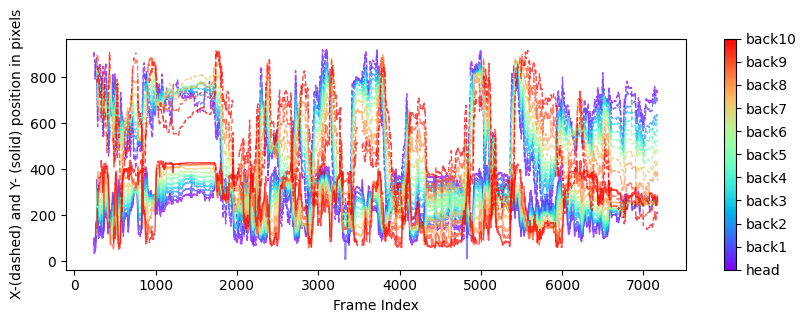 X-(dashed) and Y- (solid) position in pixels
800
600
400
200
0
0
1000
2000
3000
4000
5000
6000
7000
Frame Index
back10
back9
back8
back7
back6
back5
back4
back3
back2
back1
head